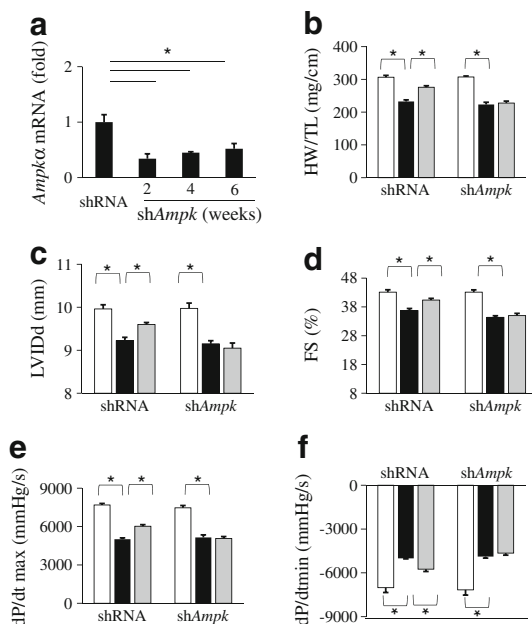 a
Ampkα mRNA (fold)
2
1
0
*
shRNA
2 4 6
shAmpk (weeks)
b
HW/TL (mg/cm)
400
300
200
100
0
* * *
shRNA shAmpk
c
LVIDd (mm)
11
10
9
8
* * *
shRNA shAmpk
d
FS (%)
48
38
28
18
8
* * *
shRNA shAmpk
e
dP/dt max (mmHg/s)
9000
6000
3000
0
* * *
shRNA shAmpk
f
dP/dtmin (mmHg/s)
shRNA shAmpk
0
-3000
-6000
-9000
* * *